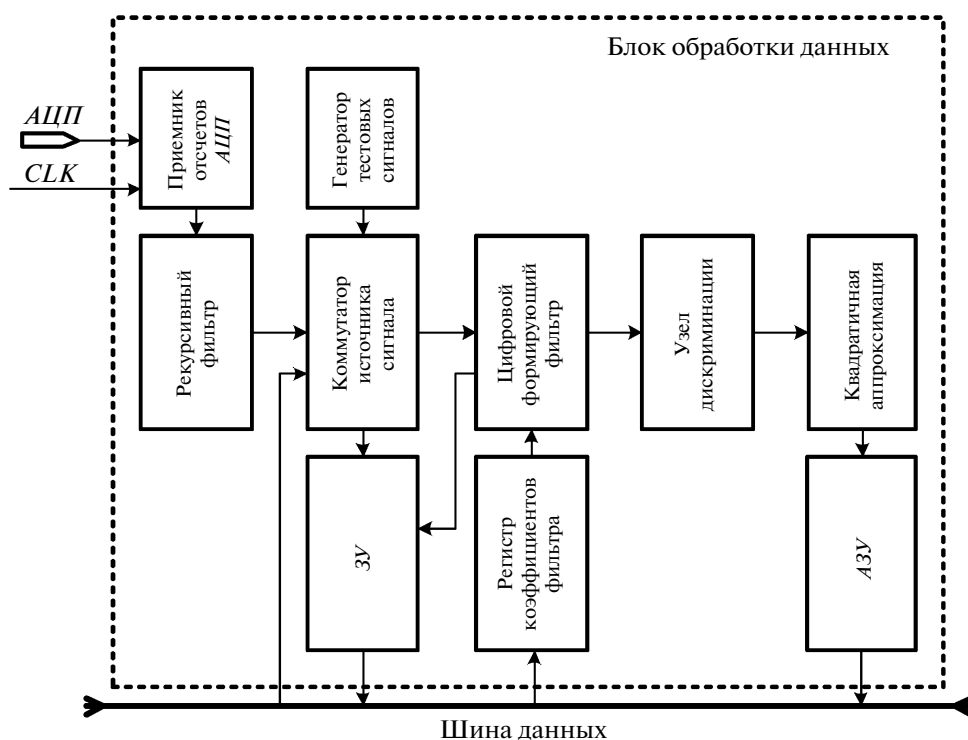 Блок обработки данных
АЦП
CLK
Приемник
отсчетов
АЦП
Генератор
тестовых
сигналов
Рекурсивный
фильтр
Коммутатор
источника
сигнала
Цифровой
формирующий
фильтр
Узел
дискриминации
Квадратичная
аппроксимация
ЗУ
Регистр
коэффициентов
фильтра
АЗУ
Шина данных